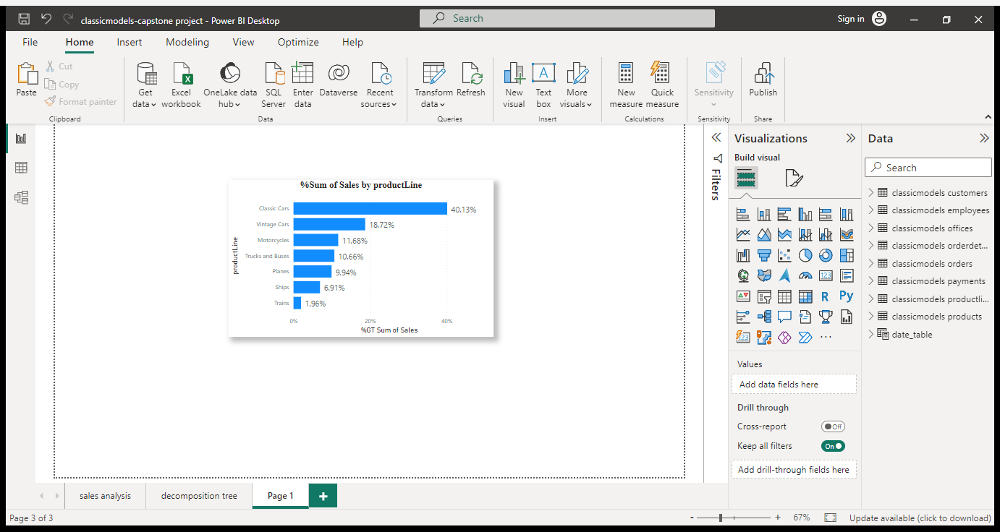 classicmodels-capstone project - Power BI Desktop
Search
Sign in
File Home Insert Modeling View Optimize Help
Paste
Cut
Copy
Format painter
Clipboard
Get data
Excel workbook
OneLake data hub
SQL Server
Enter data
Dataverse
Recent sources
Data
Transform data
Refresh
Queries
New visual
Text box
More visuals
Insert
New measure
Quick measure
Calculations
Sensitivity
Sensitivity
Publish
Share
%Sum of Sales by productLine
productLine
Classic Cars 40.13%
Vintage Cars 18.72%
Motorcycles 11.68%
Trucks and Buses 10.66%
Planes 9.94%
Ships 6.91%
Trains 1.96%
0% 20% 40%
%GT Sum of Sales
Filters
Visualizations
Build visual
123
R
Py
123
...
Values
Add data fields here
Drill through
Cross-report
Off
Keep all filters
On
Add drill-through fields here
Data
Search
classicmodels customers
classicmodels employees
classicmodels offices
classicmodels orderdet...
classicmodels orders
classicmodels payments
classicmodels productli...
classicmodels products
date_table
sales analysis decomposition tree Page 1 +
Page 3 of 3
- + 67%
Update available (click to download)